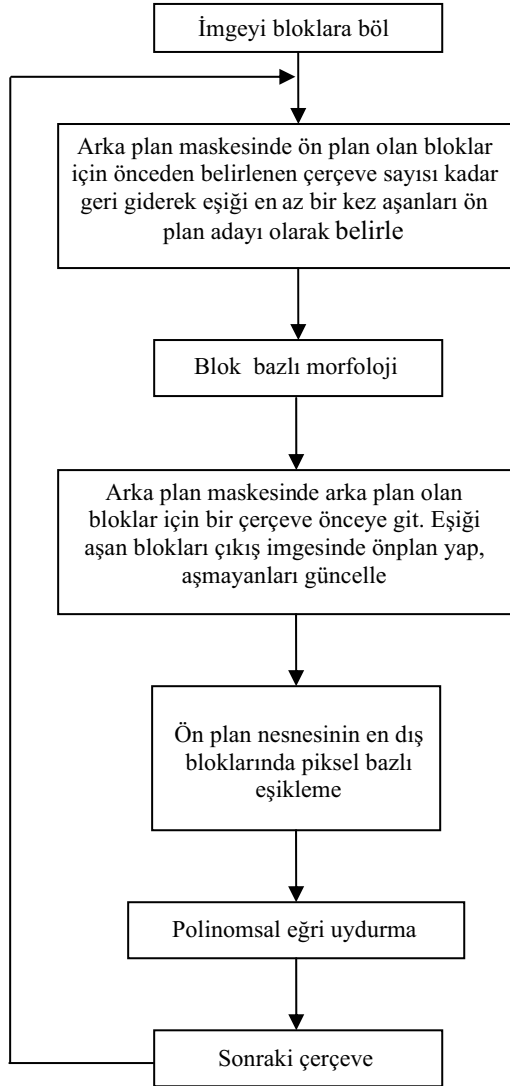 İmgeyi bloklara böl
Arka plan maskesinde ön plan olan bloklar
için önceden belirlenen çerçeve sayısı kadar
geri giderek eşiği en az bir kez aşanları ön
plan adayı olarak belirle
Blok bazlı morfoloji
Arka plan maskesinde arka plan olan
bloklar için bir çerçeve önceye git. Eşiği
aşan blokları çıkış imgesinde önplan yap,
aşmayanları güncelle
Ön plan nesnesinin en dış
bloklarında piksel bazlı
eşikleme
Polinomsal eğri uydurma
Sonraki çerçeve